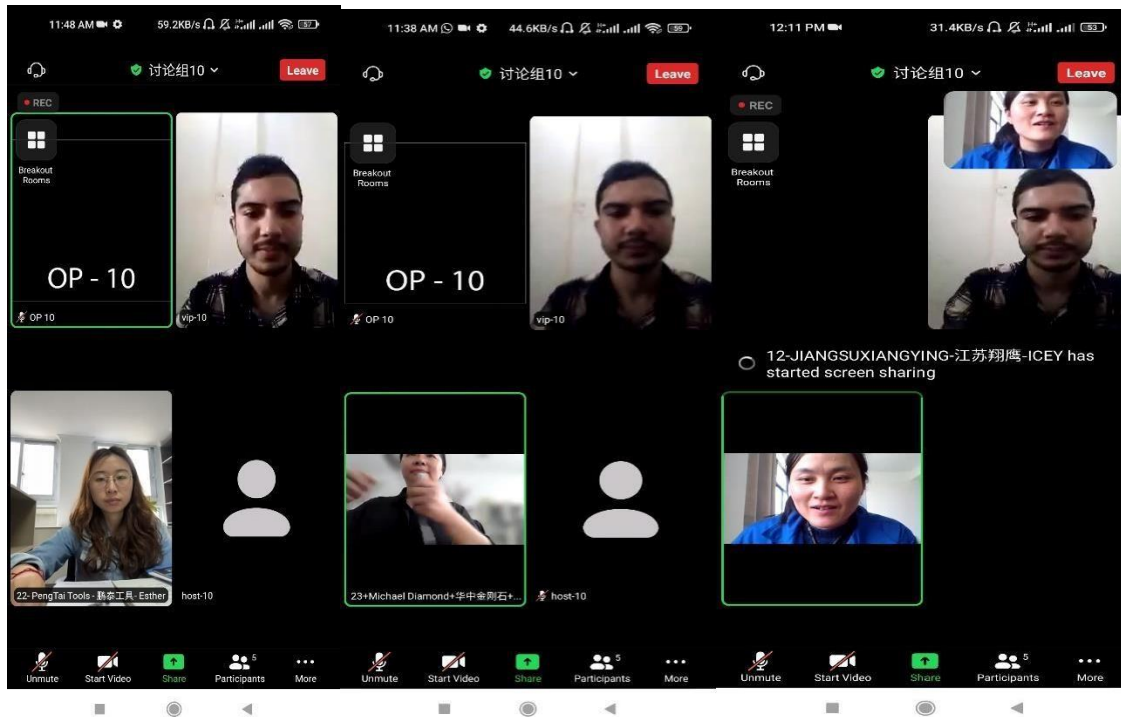 11:48 AM
59.2KB/s
57
讨论组10
Leave
REC
Breakout
Rooms
OP - 10
OP 10
vip-10
22- PengTai Tools - 鹏泰工具- Esther
host-10
Unmute
Start Video
Share
5
Participants
More
11:38 AM
44.6KB/s
59
讨论组10
Leave
Breakout
Rooms
OP - 10
OP 10
vip-10
23+Michael Diamond+华中金刚石+...
host-10
Unmute
Start Video
Share
5
Participants
More
12:11 PM
31.4KB/s
53
讨论组10
Leave
REC
Breakout
Rooms
12-JIANGSUXIANGYING-江苏翔鹰-ICEY has
started screen sharing
Unmute
Start Video
Share
5
Participants
More